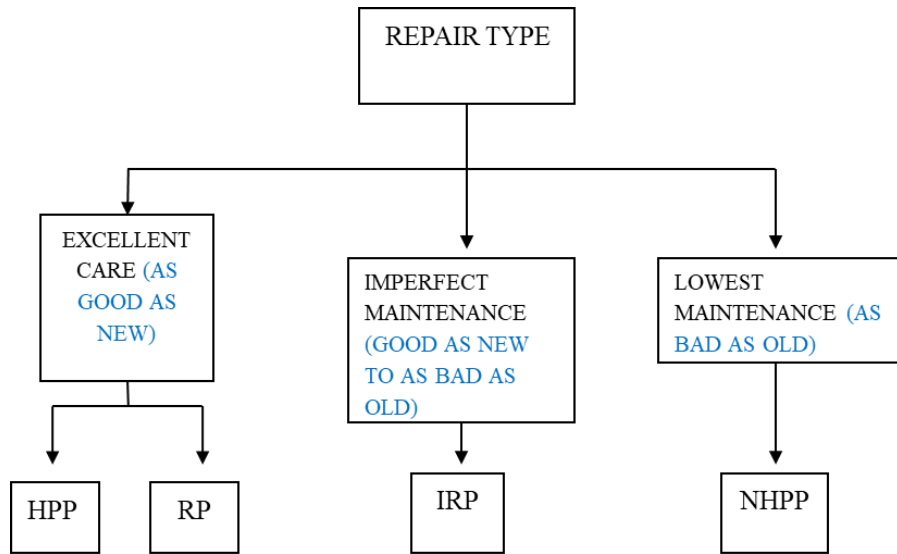 REPAIR TYPE
EXCELLENT
CARE (AS
GOOD AS
NEW)
IMPERFECT
MAINTENANCE
(GOOD AS NEW
TO AS BAD AS
OLD)
LOWEST
MAINTENANCE (AS
BAD AS OLD)
HPP
RP
IRP
NHPP